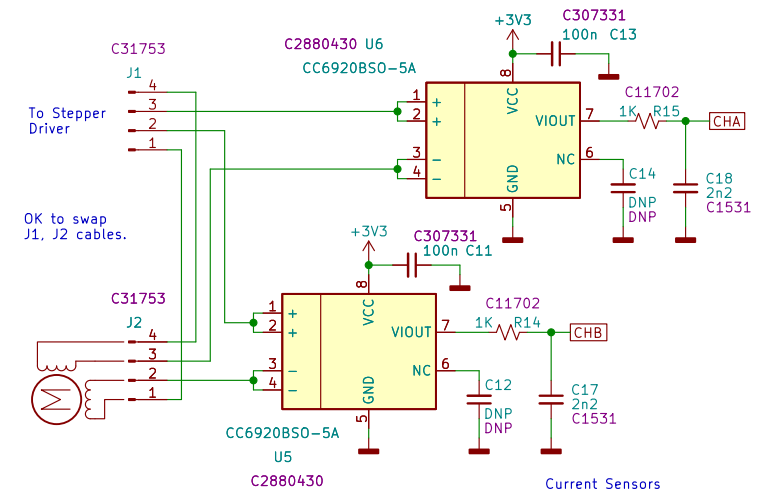 +3V3
C307331
100n C13
C2880430 U6
CC6920BSO-5A
C31753
J1
4
3
2
1
To Stepper
Driver
8
VCC
1
+
2
+
3
−
4
−
VIOUT
7
NC
6
GND
5
C11702
1K R15
CHA
C14
DNP
DNP
C18
2n2
C1531
OK to swap
J1, J2 cables.
+3V3
C307331
100n C11
C31753
J2
4
3
2
1
8
VCC
1
+
2
+
3
−
4
−
VIOUT
7
NC
6
GND
5
C11702
1K R14
CHB
C12
DNP
DNP
C17
2n2
C1531
M
CC6920BSO-5A
U5
C2880430
Current Sensors